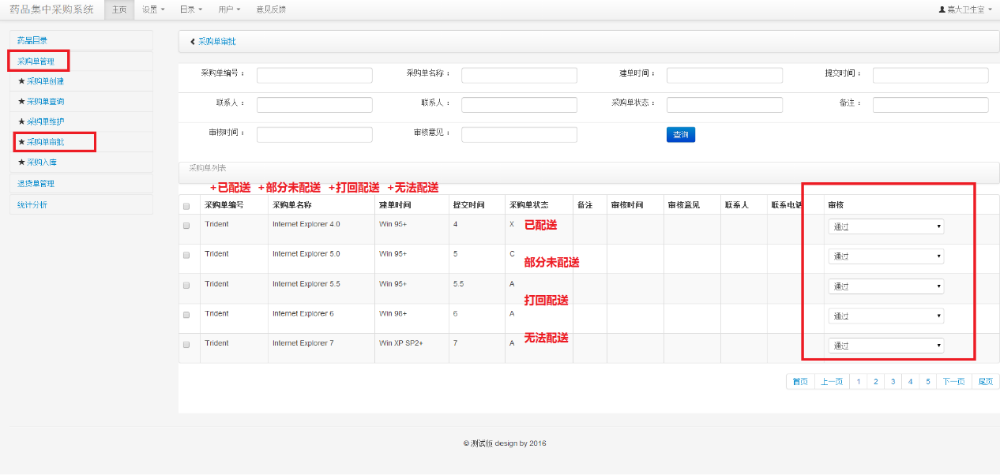 药品集中采购系统 主页 设置 目录 用户 意见反馈 嘉大卫生室
药品目录
采购单管理
★ 采购单创建
★ 采购单查询
★ 采购单维护
★ 采购单审批
★ 采购入库
退货单管理
统计分析
采购单审批
采购单编号： 采购单名称： 建单时间： 提交时间：
联系人： 联系人： 采购单状态： 备注：
审核时间： 审核意见： 查询
采购单列表
+已配送 +部分未配送 +打回配送 +无法配送
采购单编号 采购单名称 建单时间 提交时间 采购单状态 备注 审核时间 审核意见 联系人 联系电话 审核
Trident Internet Explorer 4.0 Win 95+ 4 X 已配送 通过
Trident Internet Explorer 5.0 Win 95+ 5 C 通过
部分未配送
Trident Internet Explorer 5.5 Win 95+ 5.5 A 通过
打回配送
Trident Internet Explorer 6 Win 98+ 6 A 通过
无法配送
Trident Internet Explorer 7 Win XP SP2+ 7 A 通过
首页 上一页 1 2 3 4 5 下一页 尾页
© 测试版 design by 2016